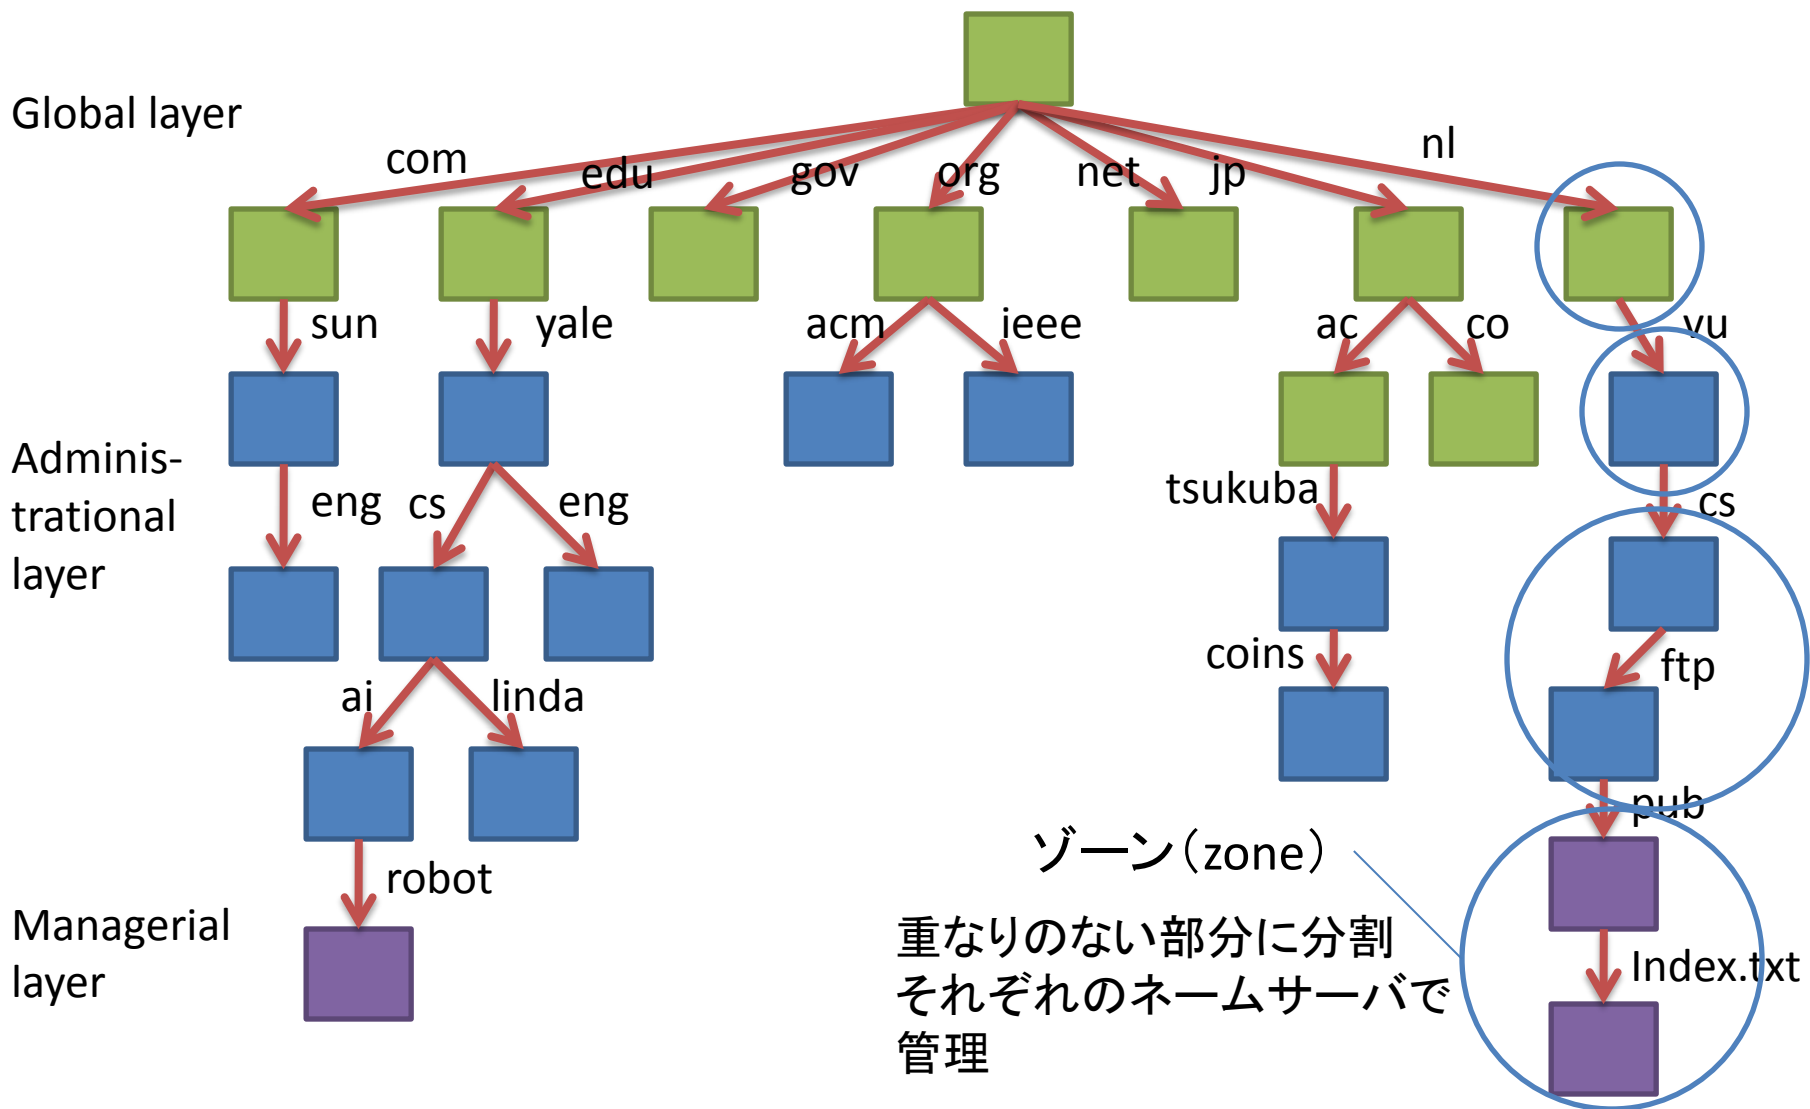 Global layer
com
edu
gov
org
net
jp
nl
sun
yale
acm
ieee
ac
co
vu
Adminis-
trational
layer
eng
cs
eng
tsukuba
cs
ai
linda
coins
ftp
robot
pub
ゾーン（zone）
Managerial
layer
重なりのない部分に分割
それぞれのネームサーバで
管理
Index.txt